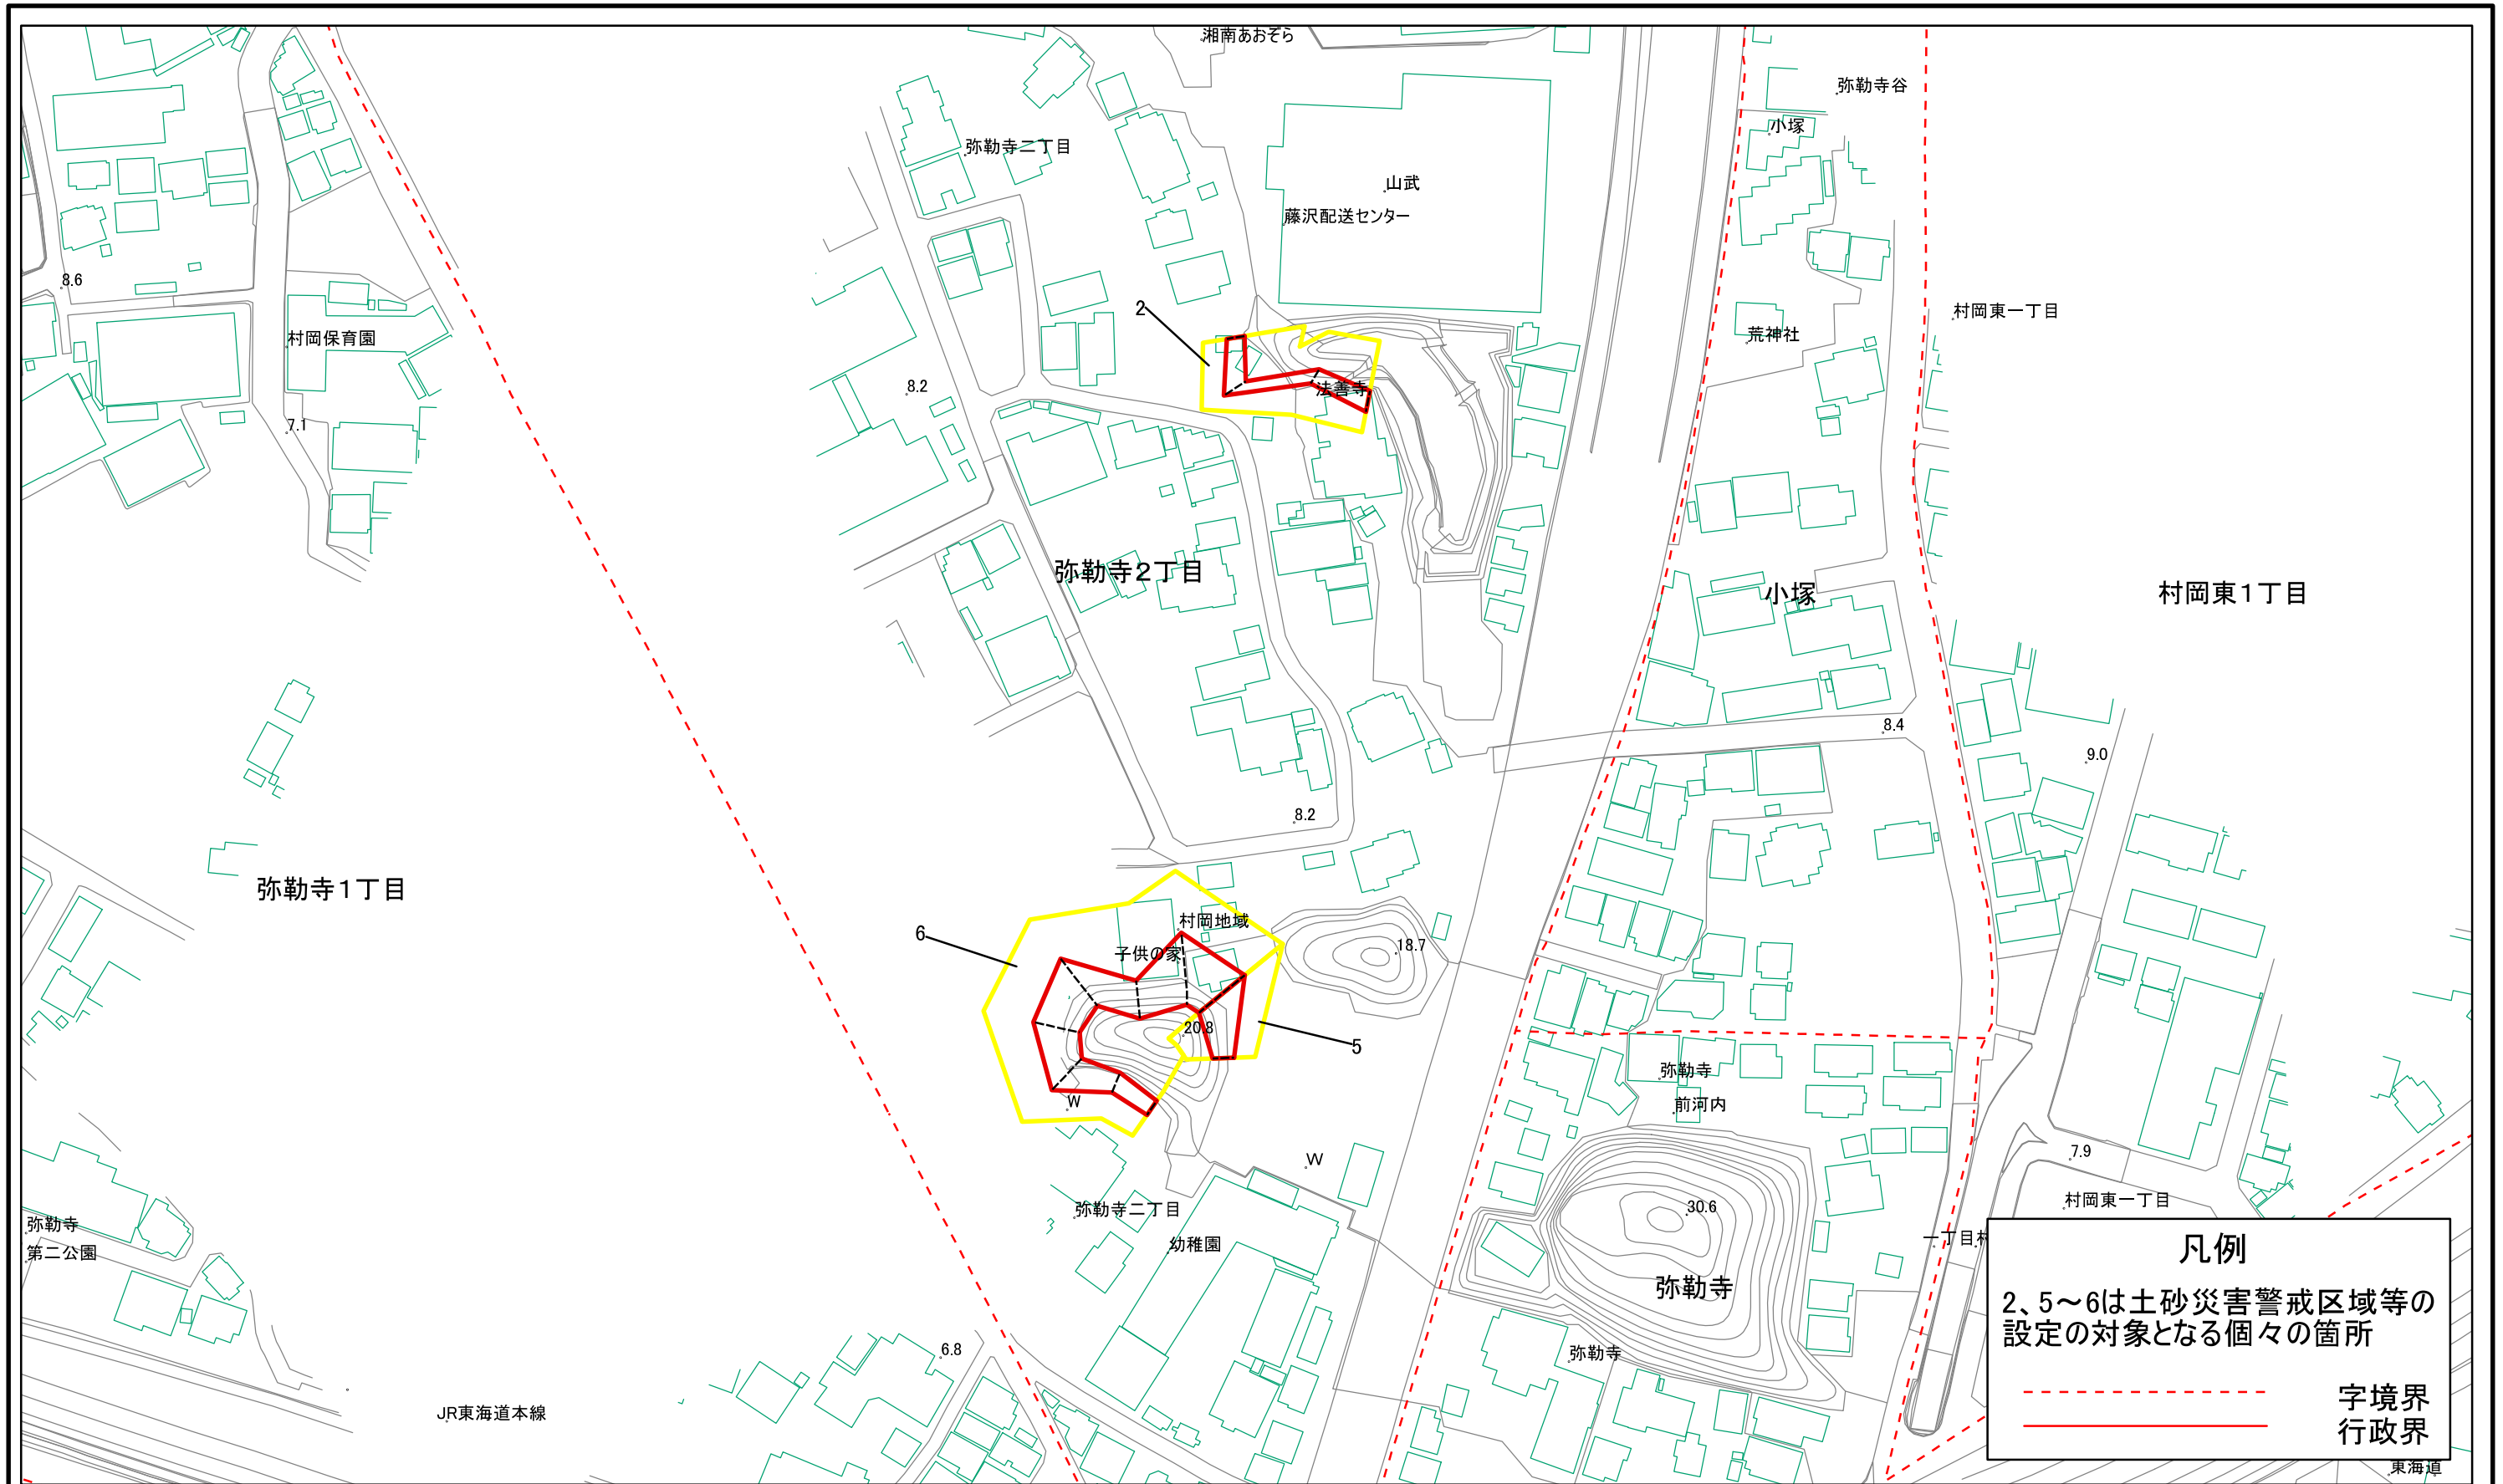 湘南あおぞら
弥勒寺谷
小塚
弥勒寺二丁目
山武
藤沢配送センター
8.6
2
村岡東一丁目
村岡保育園
荒神社
8.2
法善寺
7.1
弥勒寺2丁目
小塚
村岡東1丁目
8.4
9.0
8.2
弥勒寺1丁目
村岡地域
6
18.7
子供の家
20.8
5
弥勒寺
W
前河内
7.9
W
村岡東一丁目
30.6
弥勒寺二丁目
弥勒寺
幼稚園
一丁目村
第二公園
凡例
弥勒寺
2、5～6は土砂災害警戒区域等の
設定の対象となる個々の箇所
6.8
弥勒寺
字境界
JR東海道本線
行政界
東海道